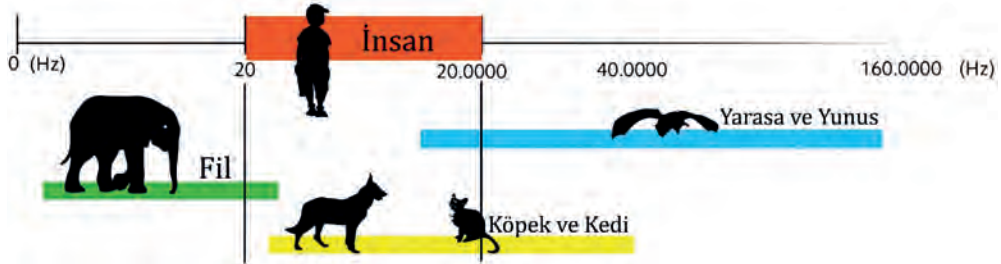 İnsan
0 (Hz) 20 20.0000 40.0000 160.0000 (Hz)
Yarasa ve Yunus
Fil
Köpek ve Kedi